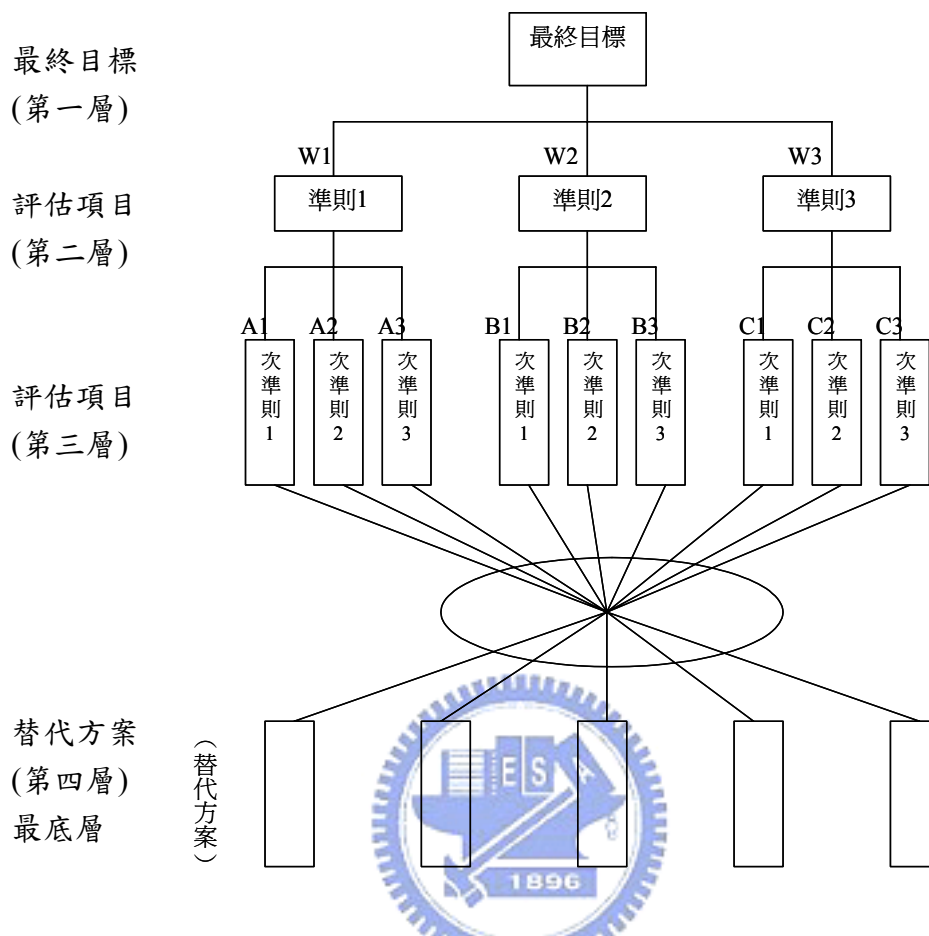 最終目標
最終目標
(第一層)
W1 W2 W3
準則1 準則2 準則3
評估項目
(第二層)
A1 A2 A3 B1 B2 B3 C1 C2 C3
次準則1
次準則2
次準則3
次準則1
次準則2
次準則3
次準則1
次準則2
次準則3
評估項目
(第三層)
替代方案
(第四層)
最底層
(替代方案)
E S A
1896